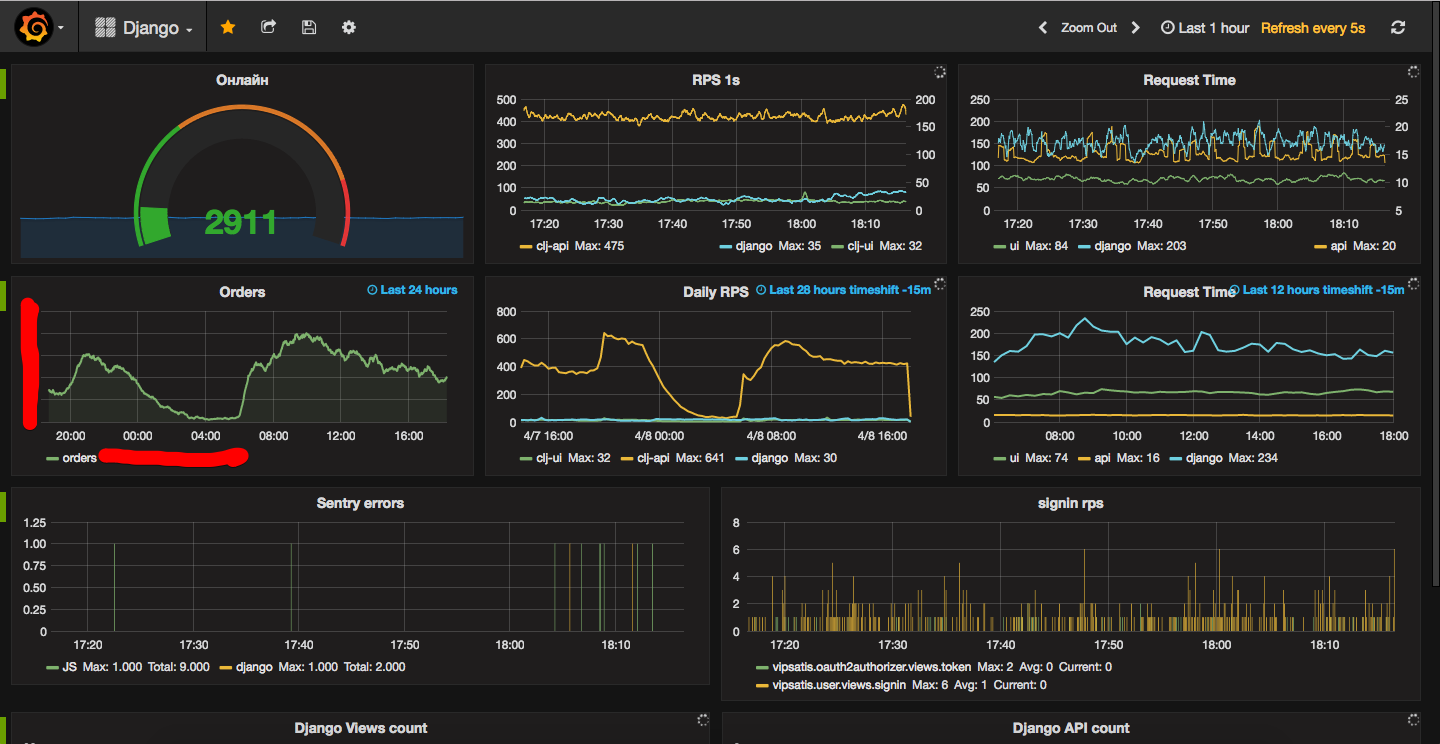 Django
Zoom Out
Last 1 hour
Refresh every 5s
Онлайн
2911
RPS 1s
500
400
300
200
100
0
200
150
100
50
0
17:20 17:30 17:40 17:50 18:00 18:10
clj-api Max: 475 django Max: 35 clj-ui Max: 32
Request Time
250
200
150
100
50
0
25
20
15
10
5
17:20 17:30 17:40 17:50 18:00 18:10
ui Max: 84 django Max: 203 api Max: 20
Orders
Last 24 hours
20:00 00:00 04:00 08:00 12:00 16:00
orders
Daily RPS
Last 28 hours timeshift -15m
800
600
400
200
0
4/7 16:00 4/8 00:00 4/8 08:00 4/8 16:00
clj-ui Max: 32 clj-api Max: 641 django Max: 30
Request Time
Last 12 hours timeshift -15m
250
200
150
100
50
0
08:00 10:00 12:00 14:00 16:00 18:00
ui Max: 74 api Max: 16 django Max: 234
Sentry errors
1.25
1.00
0.75
0.50
0.25
0
17:20 17:30 17:40 17:50 18:00 18:10
JS Max: 1.000 Total: 9.000 django Max: 1.000 Total: 2.000
signin rps
8
6
4
2
0
17:20 17:30 17:40 17:50 18:00 18:10
vipsatis.oauth2authorizer.views.token Max: 2 Avg: 0 Current: 0
vipsatis.user.views.signin Max: 6 Avg: 1 Current: 0
Django Views count
Django API count